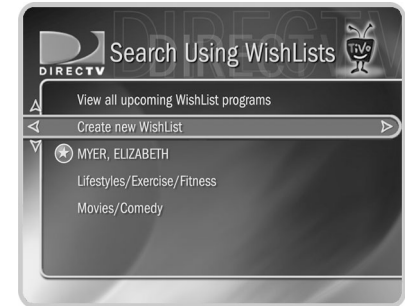 DIRECTV
Search Using WishLists
TiVo
View all upcoming WishList programs
Create new WishList
MYER, ELIZABETH
Lifestyles/Exercise/Fitness
Movies/Comedy